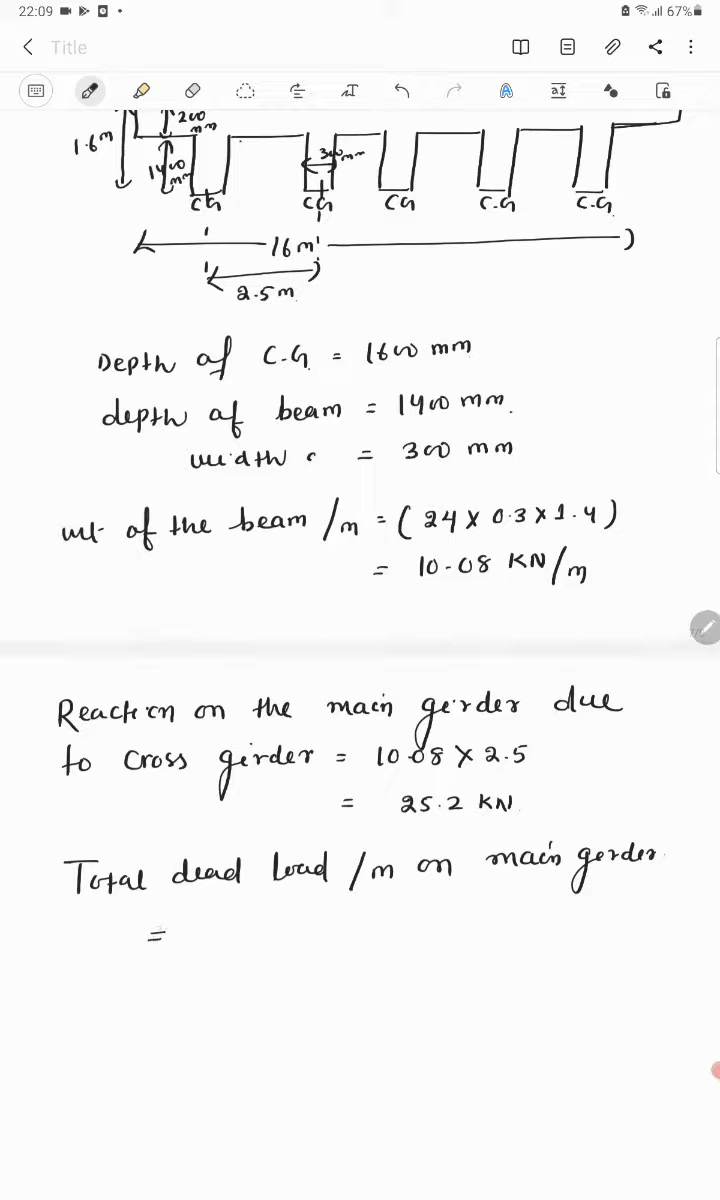 22:09 67%
Title
200 mm
1.6m
1400 mm
300 mm
CG CG CG C.G C.G
16 m
2.5 m
Depth of C.G = 1600 mm
depth of beam = 1400 mm.
width = 300 mm
wt of the beam /m = (24 × 0.3 × 1.4)
= 10.08 KN/m
Reaction on the main girder due
to cross girder = 10.08 × 2.5
= 25.2 KN
Total dead load /m on main gerder
=